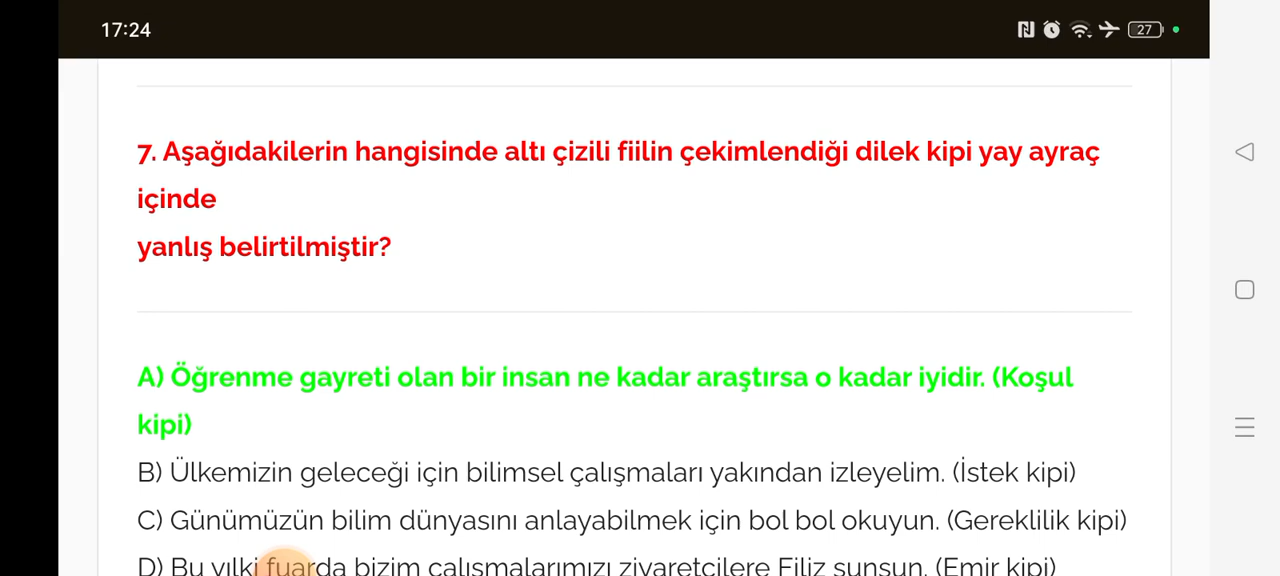 17:24
27
7. Aşağıdakilerin hangisinde altı çizili fiilin çekimlendiği dilek kipi yay ayraç
içinde
yanlış belirtilmiştir?
A) Öğrenme gayreti olan bir insan ne kadar araştırsa o kadar iyidir. (Koşul
kipi)
B) Ülkemizin geleceği için bilimsel çalışmaları yakından izleyelim. (İstek kipi)
C) Günümüzün bilim dünyasını anlayabilmek için bol bol okuyun. (Gereklilik kipi)
D) Bu yılki fuarda bizim çalışmalarımızı ziyaretçilere Filiz sunsun. (Emir kipi)